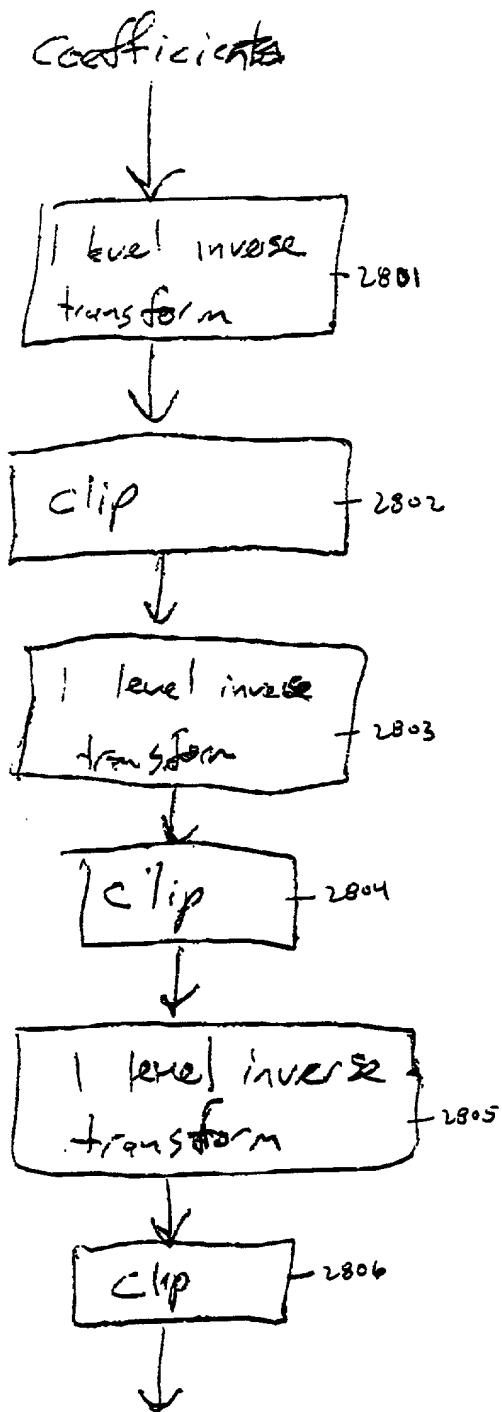 Coefficients
1 level inverse
transform
2801
clip
2802
1 level inverse
transform
2803
clip
2804
1 level inverse
transform
2805
clip
2806